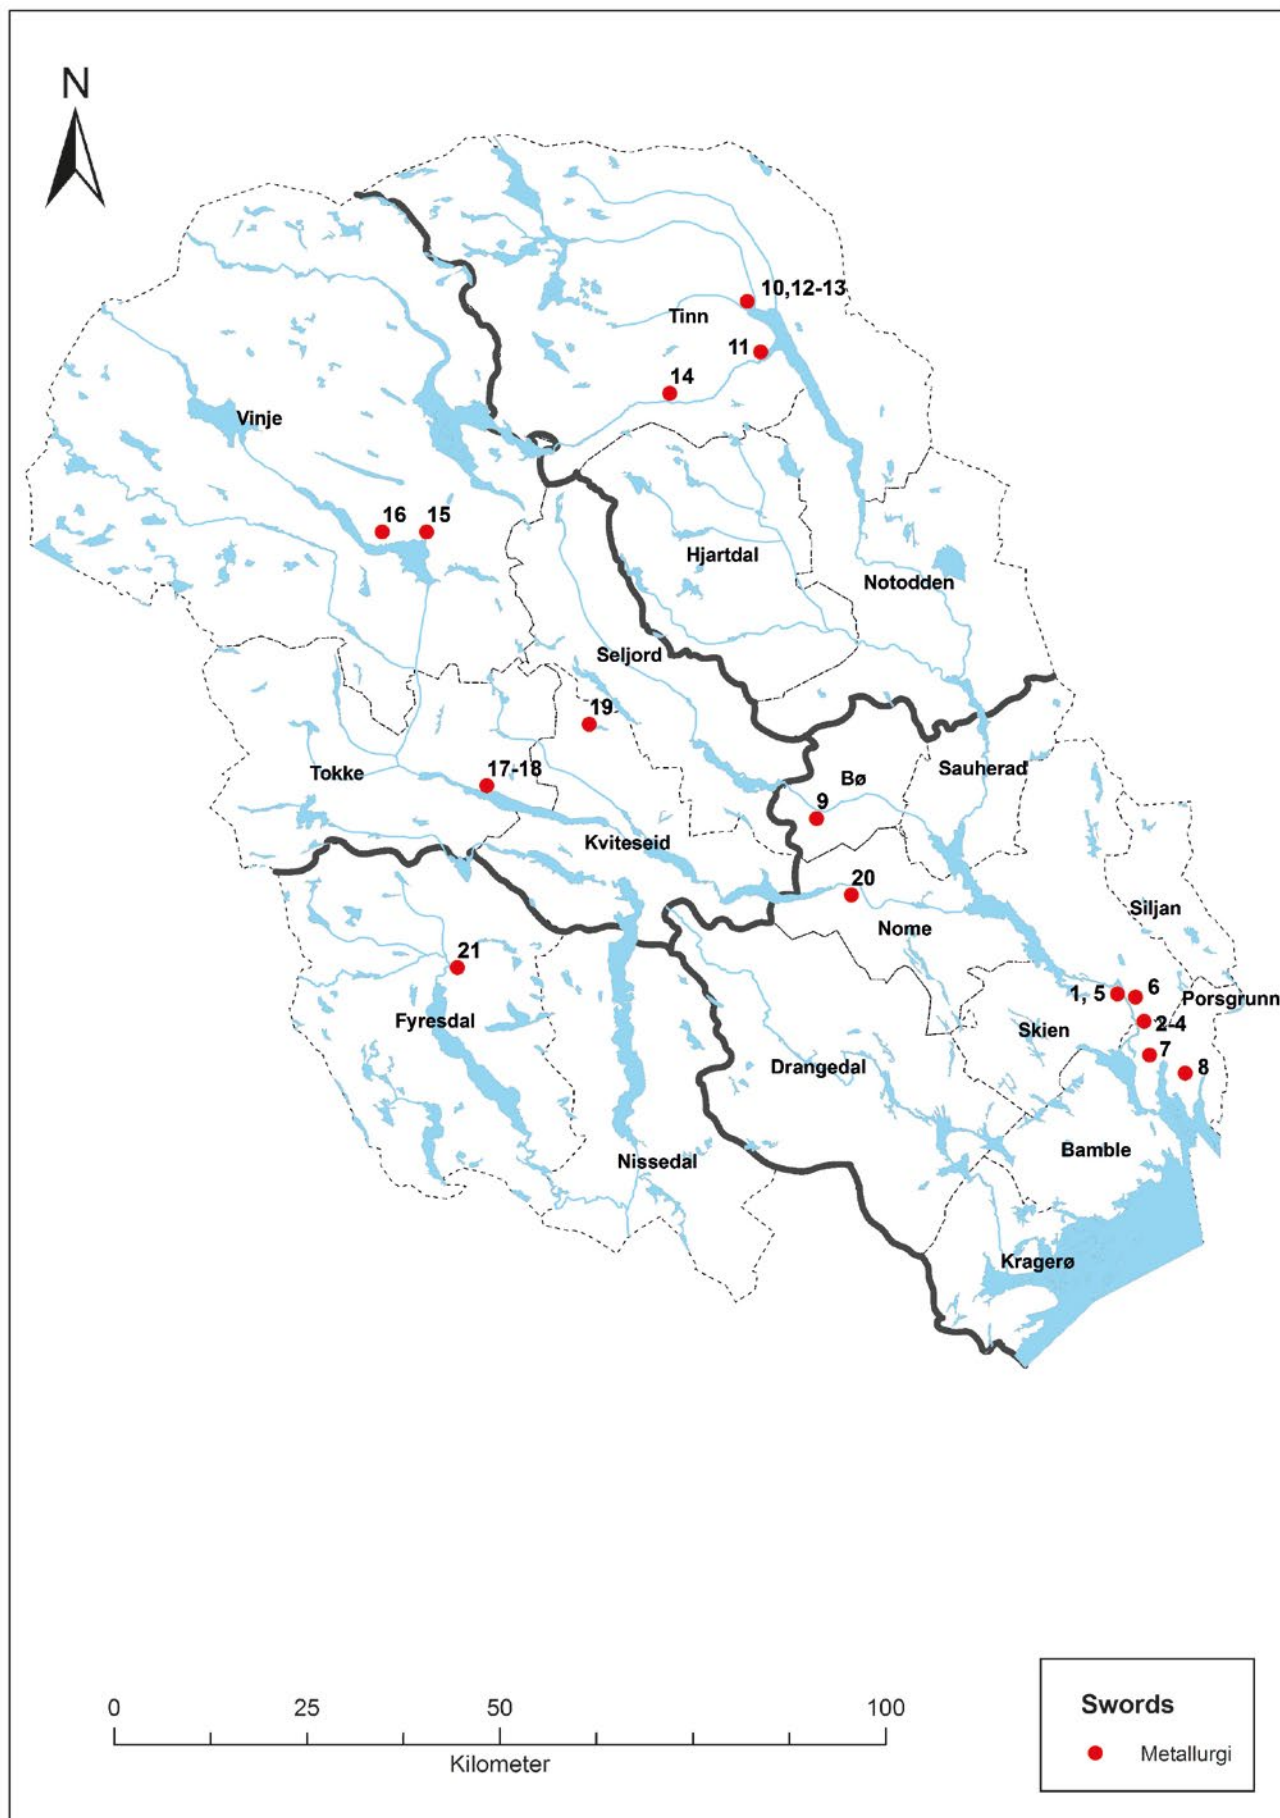 N
10,12-13
Tinn
11
14
Vinje
16
15
Hjartdal
Notodden
Seljord
19
Tokke
17-18
Bø
Sauherad
9
Kviteseid
20
Nome
Siljan
21
1, 5
6
Porsgrunn
Fyresdal
Skien
2-4
7
Drangedal
8
Nissedal
Bamble
Kragerø
0
25
50
100
Kilometer
Swords
Metallurgi